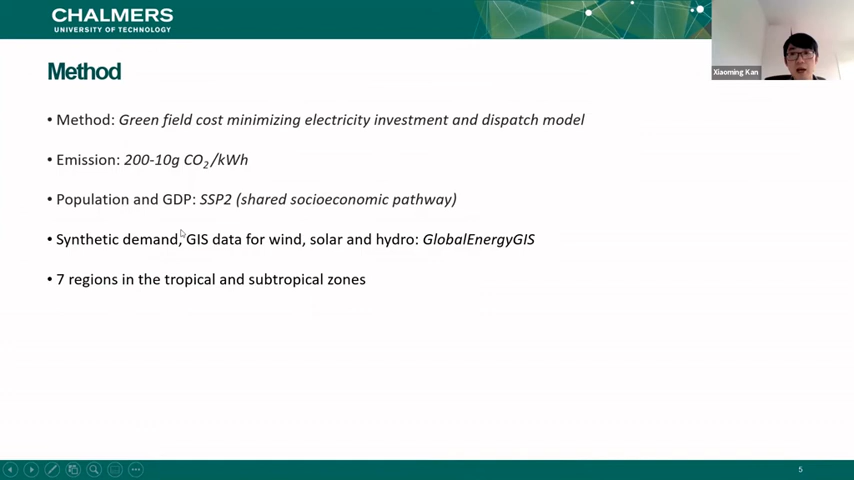 CHALMERS
UNIVERSITY OF TECHNOLOGY
Xiaoming Kan
Method
• Method: Green field cost minimizing electricity investment and dispatch model
• Emission: 200-10g CO₂/kWh
• Population and GDP: SSP2 (shared socioeconomic pathway)
• Synthetic demand, GIS data for wind, solar and hydro: GlobalEnergyGIS
• 7 regions in the tropical and subtropical zones
5